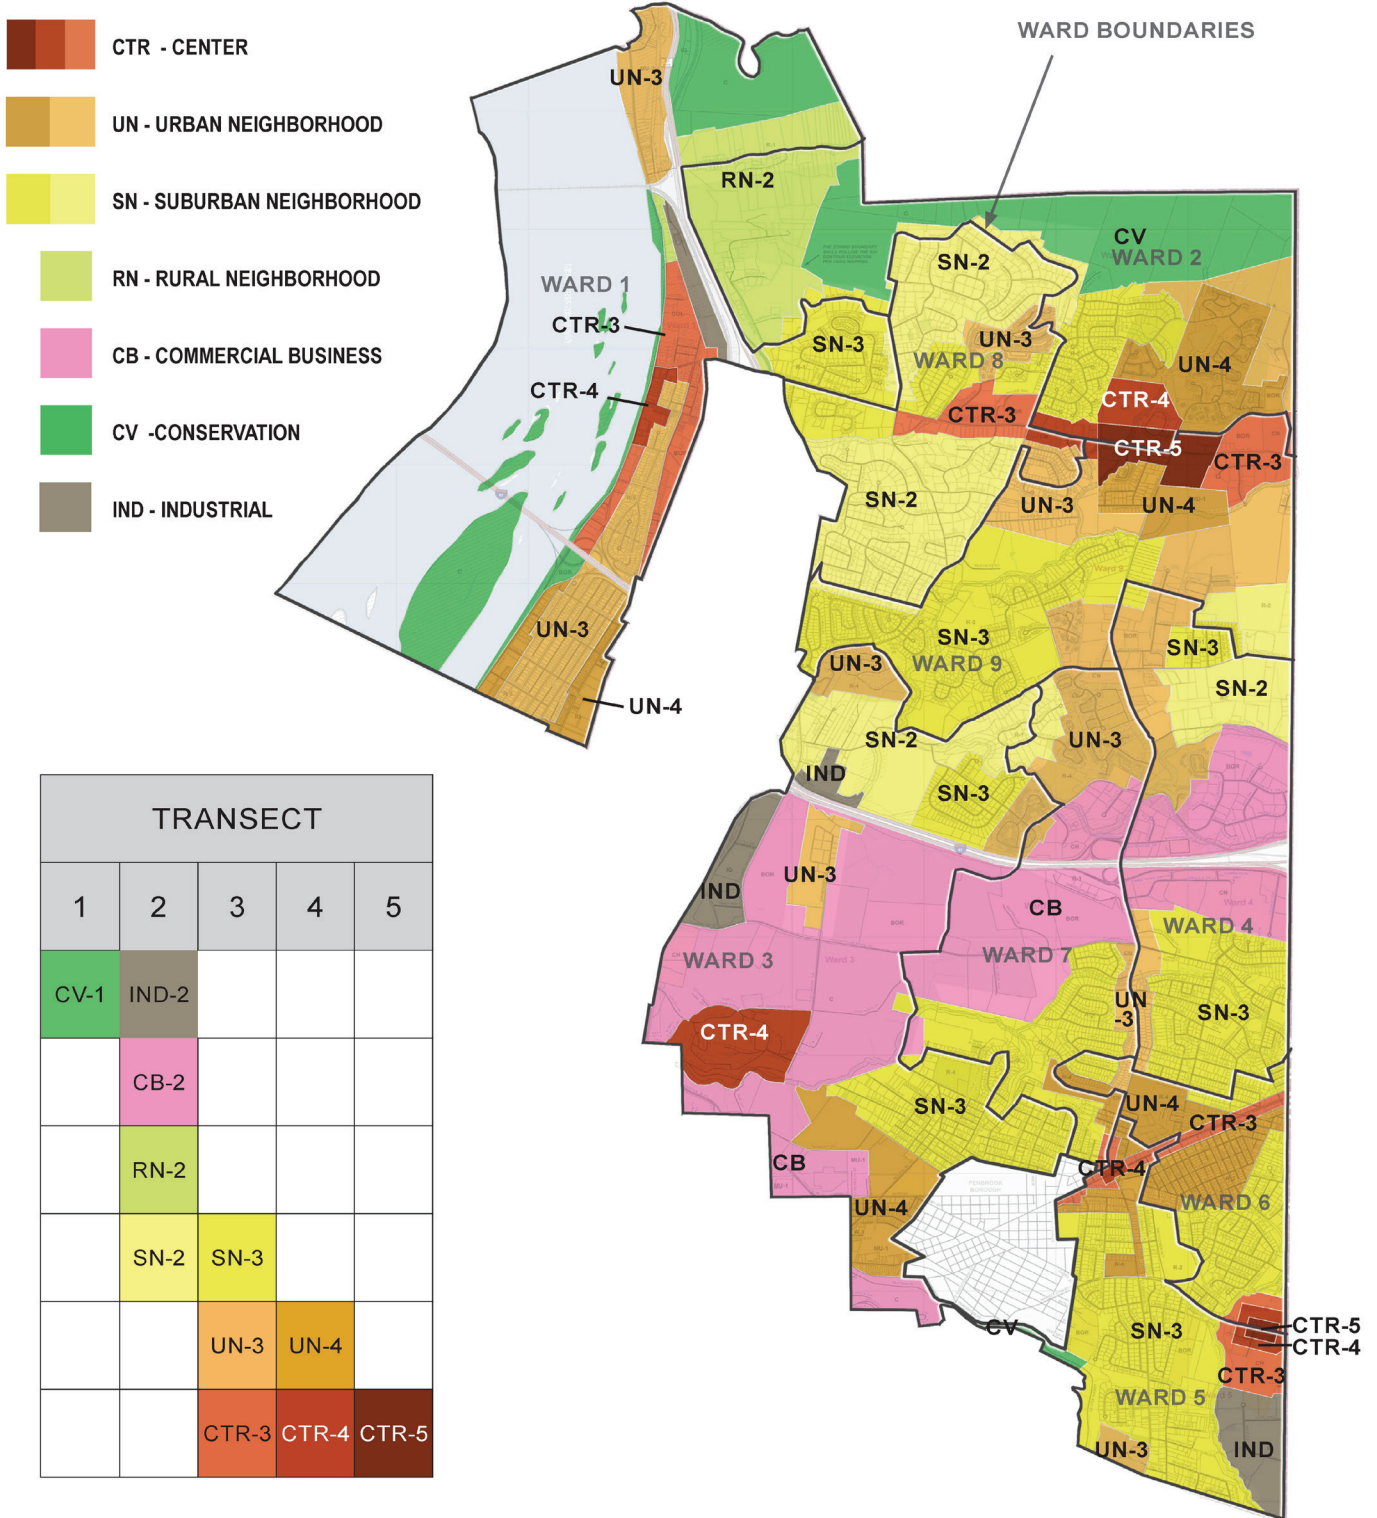 CTR - CENTER
UN - URBAN NEIGHBORHOOD
SN - SUBURBAN NEIGHBORHOOD
RN - RURAL NEIGHBORHOOD
CB - COMMERCIAL BUSINESS
CV -CONSERVATION
IND - INDUSTRIAL
WARD BOUNDARIES
UN-3
RN-2
CV
WARD 2
SN-2
WARD 1
CTR-3
SN-3
UN-3
WARD 8
UN-4
CTR-4
CTR-4
CTR-3
CTR-5
CTR-3
SN-2
UN-3
UN-4
UN-3
SN-3
WARD 9
SN-3
UN-3
SN-2
UN-4
SN-2
UN-3
IND
SN-3
UN-3
IND
CB
WARD 4
WARD 3
WARD 7
UN
-3
SN-3
CTR-4
SN-3
UN-4
CTR-3
CB
CTR-4
WARD 6
UN-4
PENBROOK
BOROUGH
CV
SN-3
CTR-5
CTR-4
CTR-3
WARD 5
UN-3
IND
TRANSECT
1 2 3 4 5
CV-1 IND-2
CB-2
RN-2
SN-2 SN-3
UN-3 UN-4
CTR-3 CTR-4 CTR-5